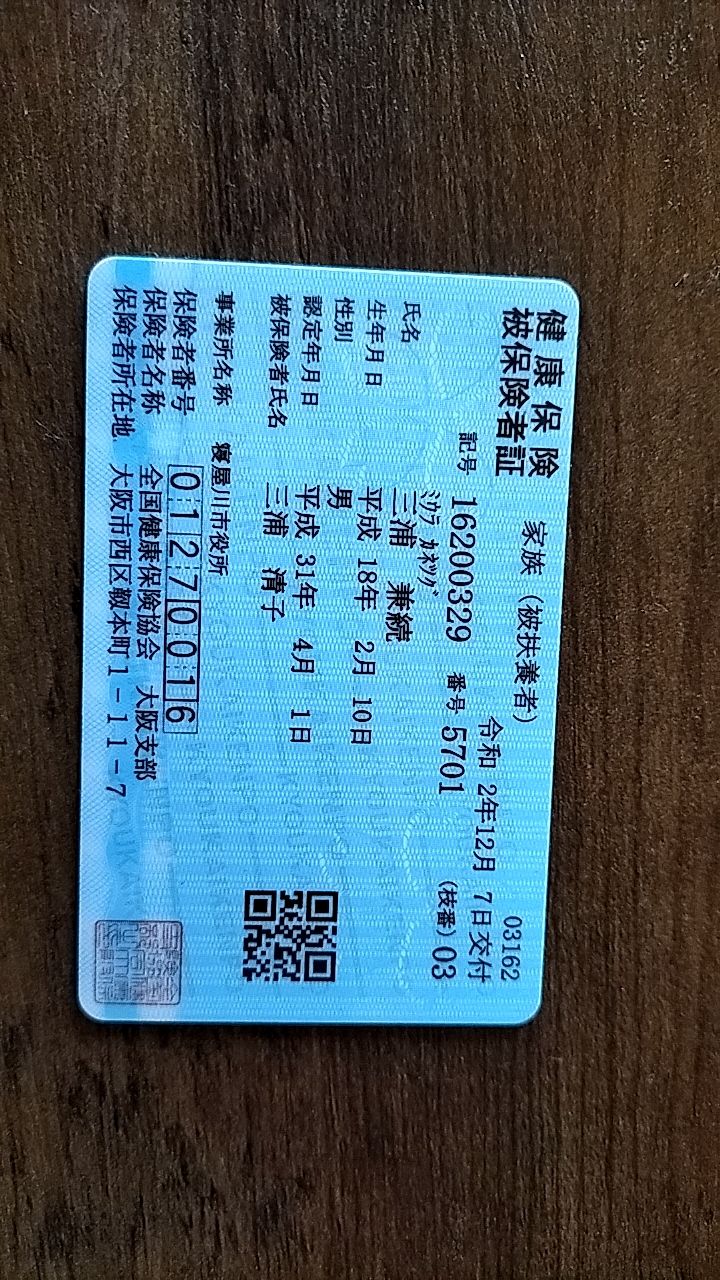 健康保険
被保険者証
家族（被扶養者）
03162
令和 2年12月 7日交付
記号 16200329 番号 5701 (枝番) 03
ﾐｳﾗ ｶﾈﾂｸﾞ
氏名 三浦 兼続
生年月日 平成 18年 2月 10日
性別 男
認定年月日 平成 31年 4月 1日
被保険者氏名 三浦 清子
事業所名称 寝屋川市役所
保険者番号 01270016
保険者名称 全国健康保険協会 大阪支部
保険者所在地 大阪市西区靱本町1-11-7